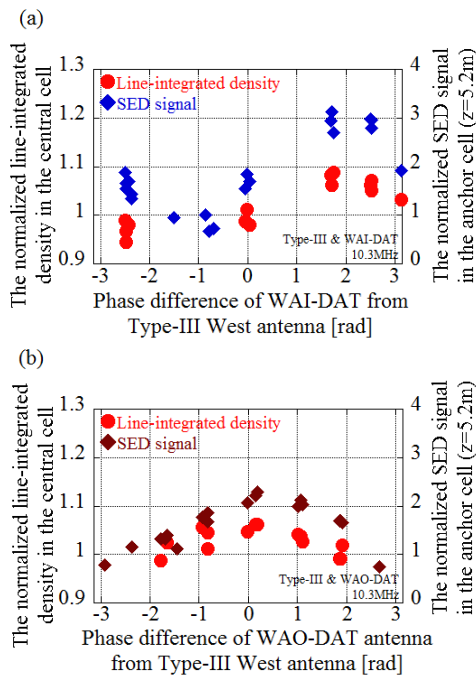 (a)
The normalized line-integrated
density in the central cell
1.3
1.2
1.1
1
0.9
Line-integrated density
SED signal
Type-III & WAI-DAT
10.3MHz
4
3
2
1
0
The normalized SED signal
in the anchor cell (z=5.2m)
-3 -2 -1 0 1 2 3
Phase difference of WAI-DAT from
Type-III West antenna [rad]
(b)
The normalized line-integrated
density in the central cell
1.3
1.2
1.1
1
0.9
Line-integrated density
SED signal
Type-III & WAO-DAT
10.3MHz
4
3
2
1
0
The normalized SED signal
in the anchor cell (z=5.2m)
-3 -2 -1 0 1 2 3
Phase difference of WAO-DAT antenna
from Type-III West antenna [rad]